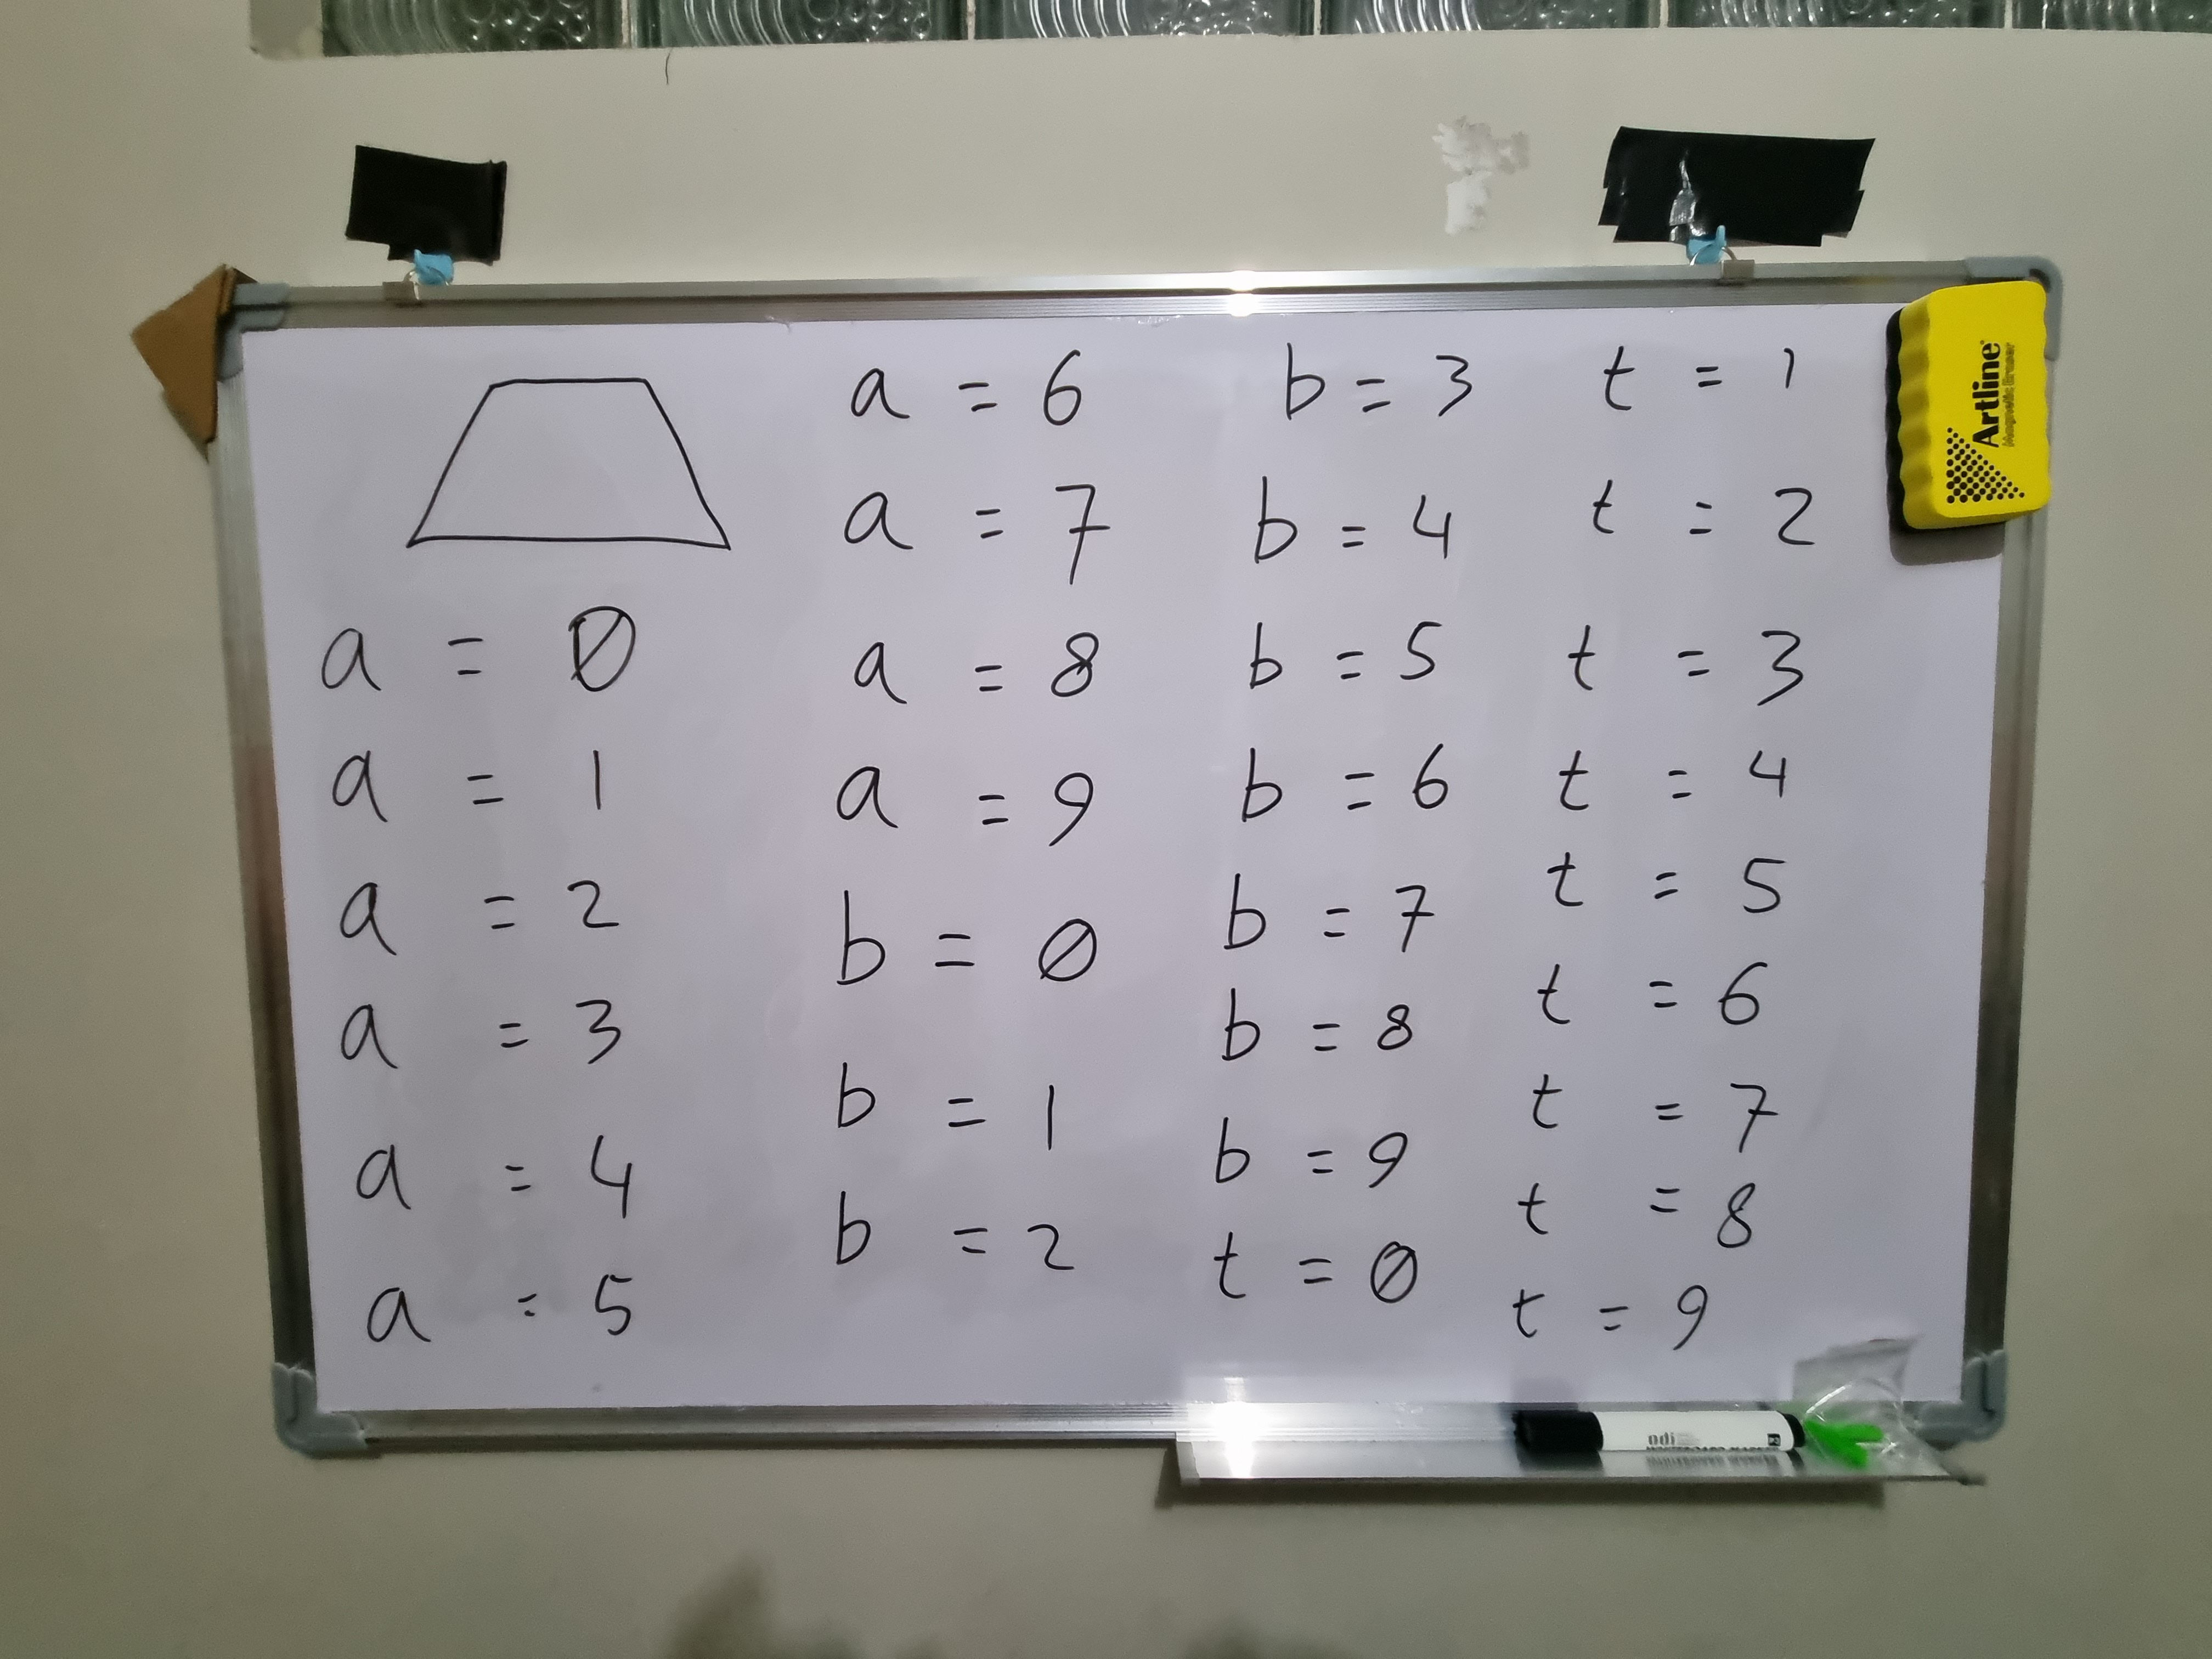 a = 0
a = 1
a = 2
a = 3
a = 4
a = 5
a = 6
a = 7
a = 8
a = 9
b = 0
b = 1
b = 2
b = 3
b = 4
b = 5
b = 6
b = 7
b = 8
b = 9
t = 0
t = 1
t = 2
t = 3
t = 4
t = 5
t = 6
t = 7
t = 8
t = 9
Artline
Magnetic Eraser